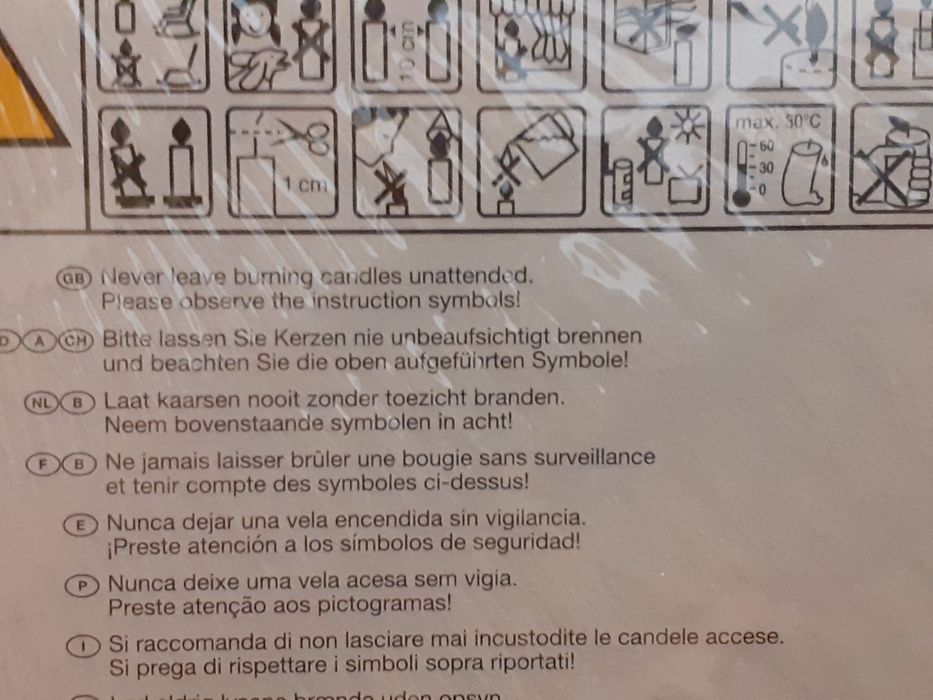 10 cm
1 cm
max. 30°C
60
30
0
GB Never leave burning candles unattended.
Please observe the instruction symbols!
D A CH Bitte lassen Sie Kerzen nie unbeaufsichtigt brennen
und beachten Sie die oben aufgeführten Symbole!
NL B Laat kaarsen nooit zonder toezicht branden.
Neem bovenstaande symbolen in acht!
F B Ne jamais laisser brûler une bougie sans surveillance
et tenir compte des symboles ci-dessus!
E Nunca dejar una vela encendida sin vigilancia.
¡Preste atención a los símbolos de seguridad!
P Nunca deixe uma vela acesa sem vigia.
Preste atenção aos pictogramas!
I Si raccomanda di non lasciare mai incustodite le candele accese.
Si prega di rispettare i simboli sopra riportati!
uden opsyn